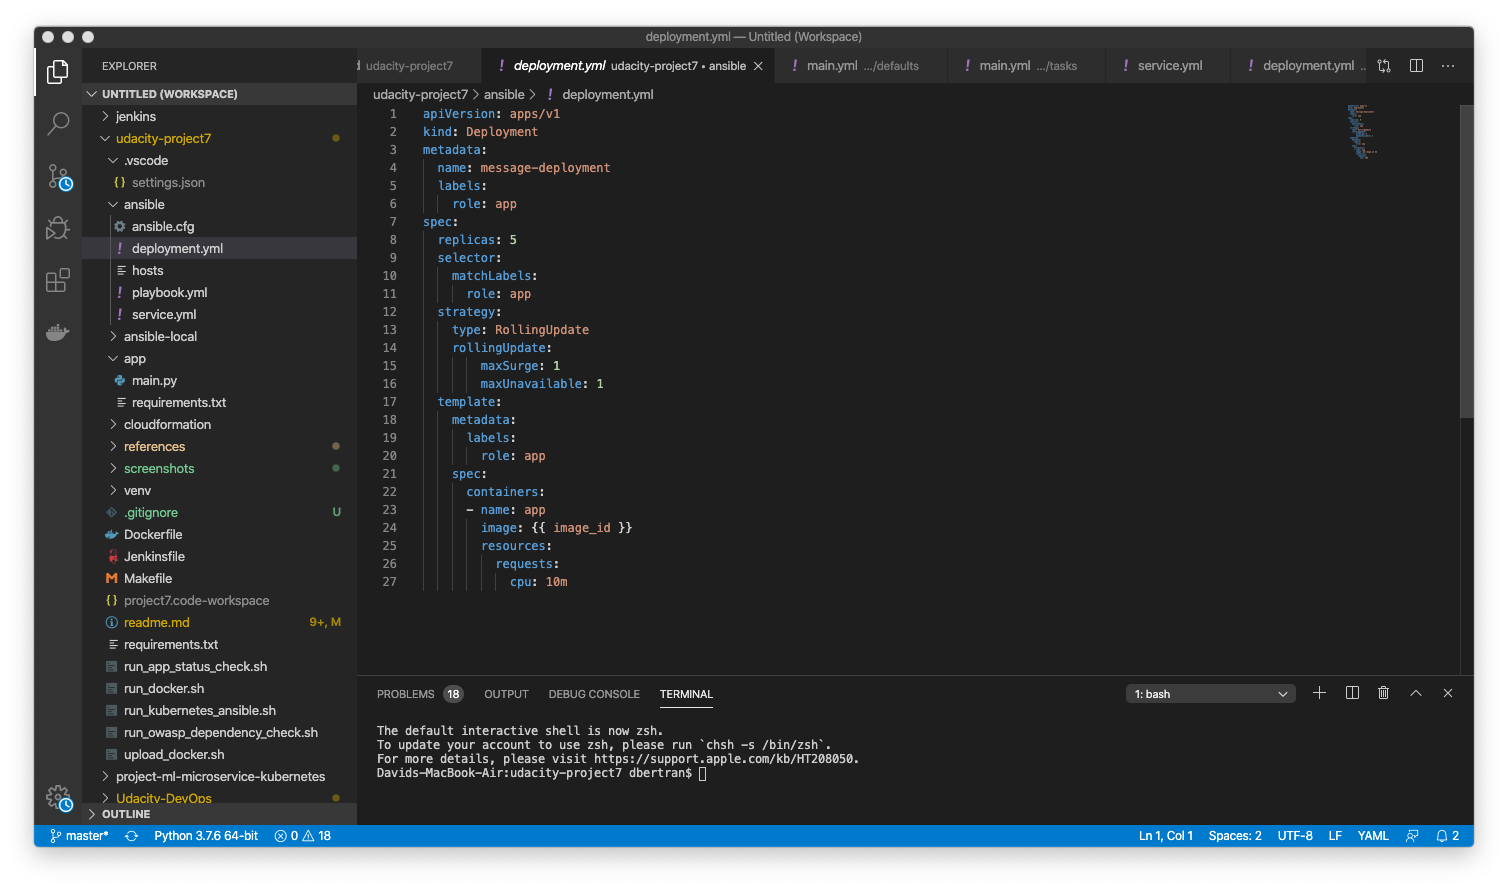 deployment.yml — Untitled (Workspace)
EXPLORER
udacity-project7
deployment.yml udacity-project7 • ansible
main.yml .../defaults
main.yml .../tasks
service.yml
deployment.yml ..
UNTITLED (WORKSPACE)
jenkins
udacity-project7
.vscode
{} settings.json
ansible
ansible.cfg
! deployment.yml
hosts
! playbook.yml
! service.yml
ansible-local
app
main.py
requirements.txt
cloudformation
references
screenshots
venv
.gitignore U
Dockerfile
Jenkinsfile
Makefile
{} project7.code-workspace
readme.md 9+, M
requirements.txt
run_app_status_check.sh
run_docker.sh
run_kubernetes_ansible.sh
run_owasp_dependency_check.sh
upload_docker.sh
project-ml-microservice-kubernetes
Udacity-DevOps
OUTLINE
udacity-project7 > ansible > ! deployment.yml
1 apiVersion: apps/v1
2 kind: Deployment
3 metadata:
4 name: message-deployment
5 labels:
6 role: app
7 spec:
8 replicas: 5
9 selector:
10 matchLabels:
11 role: app
12 strategy:
13 type: RollingUpdate
14 rollingUpdate:
15 maxSurge: 1
16 maxUnavailable: 1
17 template:
18 metadata:
19 labels:
20 role: app
21 spec:
22 containers:
23 - name: app
24 image: {{ image_id }}
25 resources:
26 requests:
27 cpu: 10m
PROBLEMS 18 OUTPUT DEBUG CONSOLE TERMINAL
1: bash
The default interactive shell is now zsh.
To update your account to use zsh, please run `chsh -s /bin/zsh`.
For more details, please visit https://support.apple.com/kb/HT208050.
Davids-MacBook-Air:udacity-project7 dbertran$
master* Python 3.7.6 64-bit 0 18
Ln 1, Col 1 Spaces: 2 UTF-8 LF YAML 2